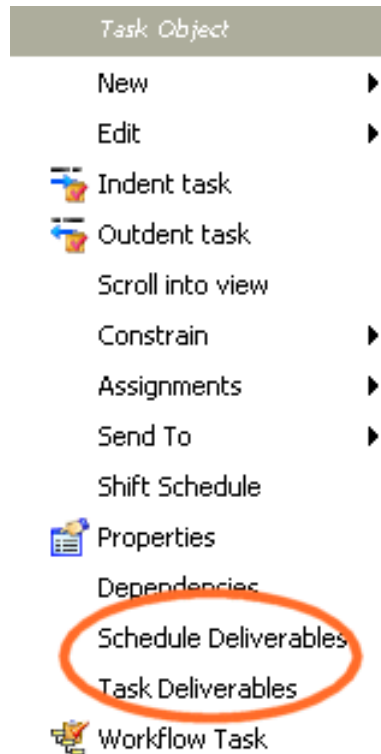 Task Object
New
Edit
Indent task
Outdent task
Scroll into view
Constrain
Assignments
Send To
Shift Schedule
Properties
Dependencies
Schedule Deliverables
Task Deliverables
Workflow Task